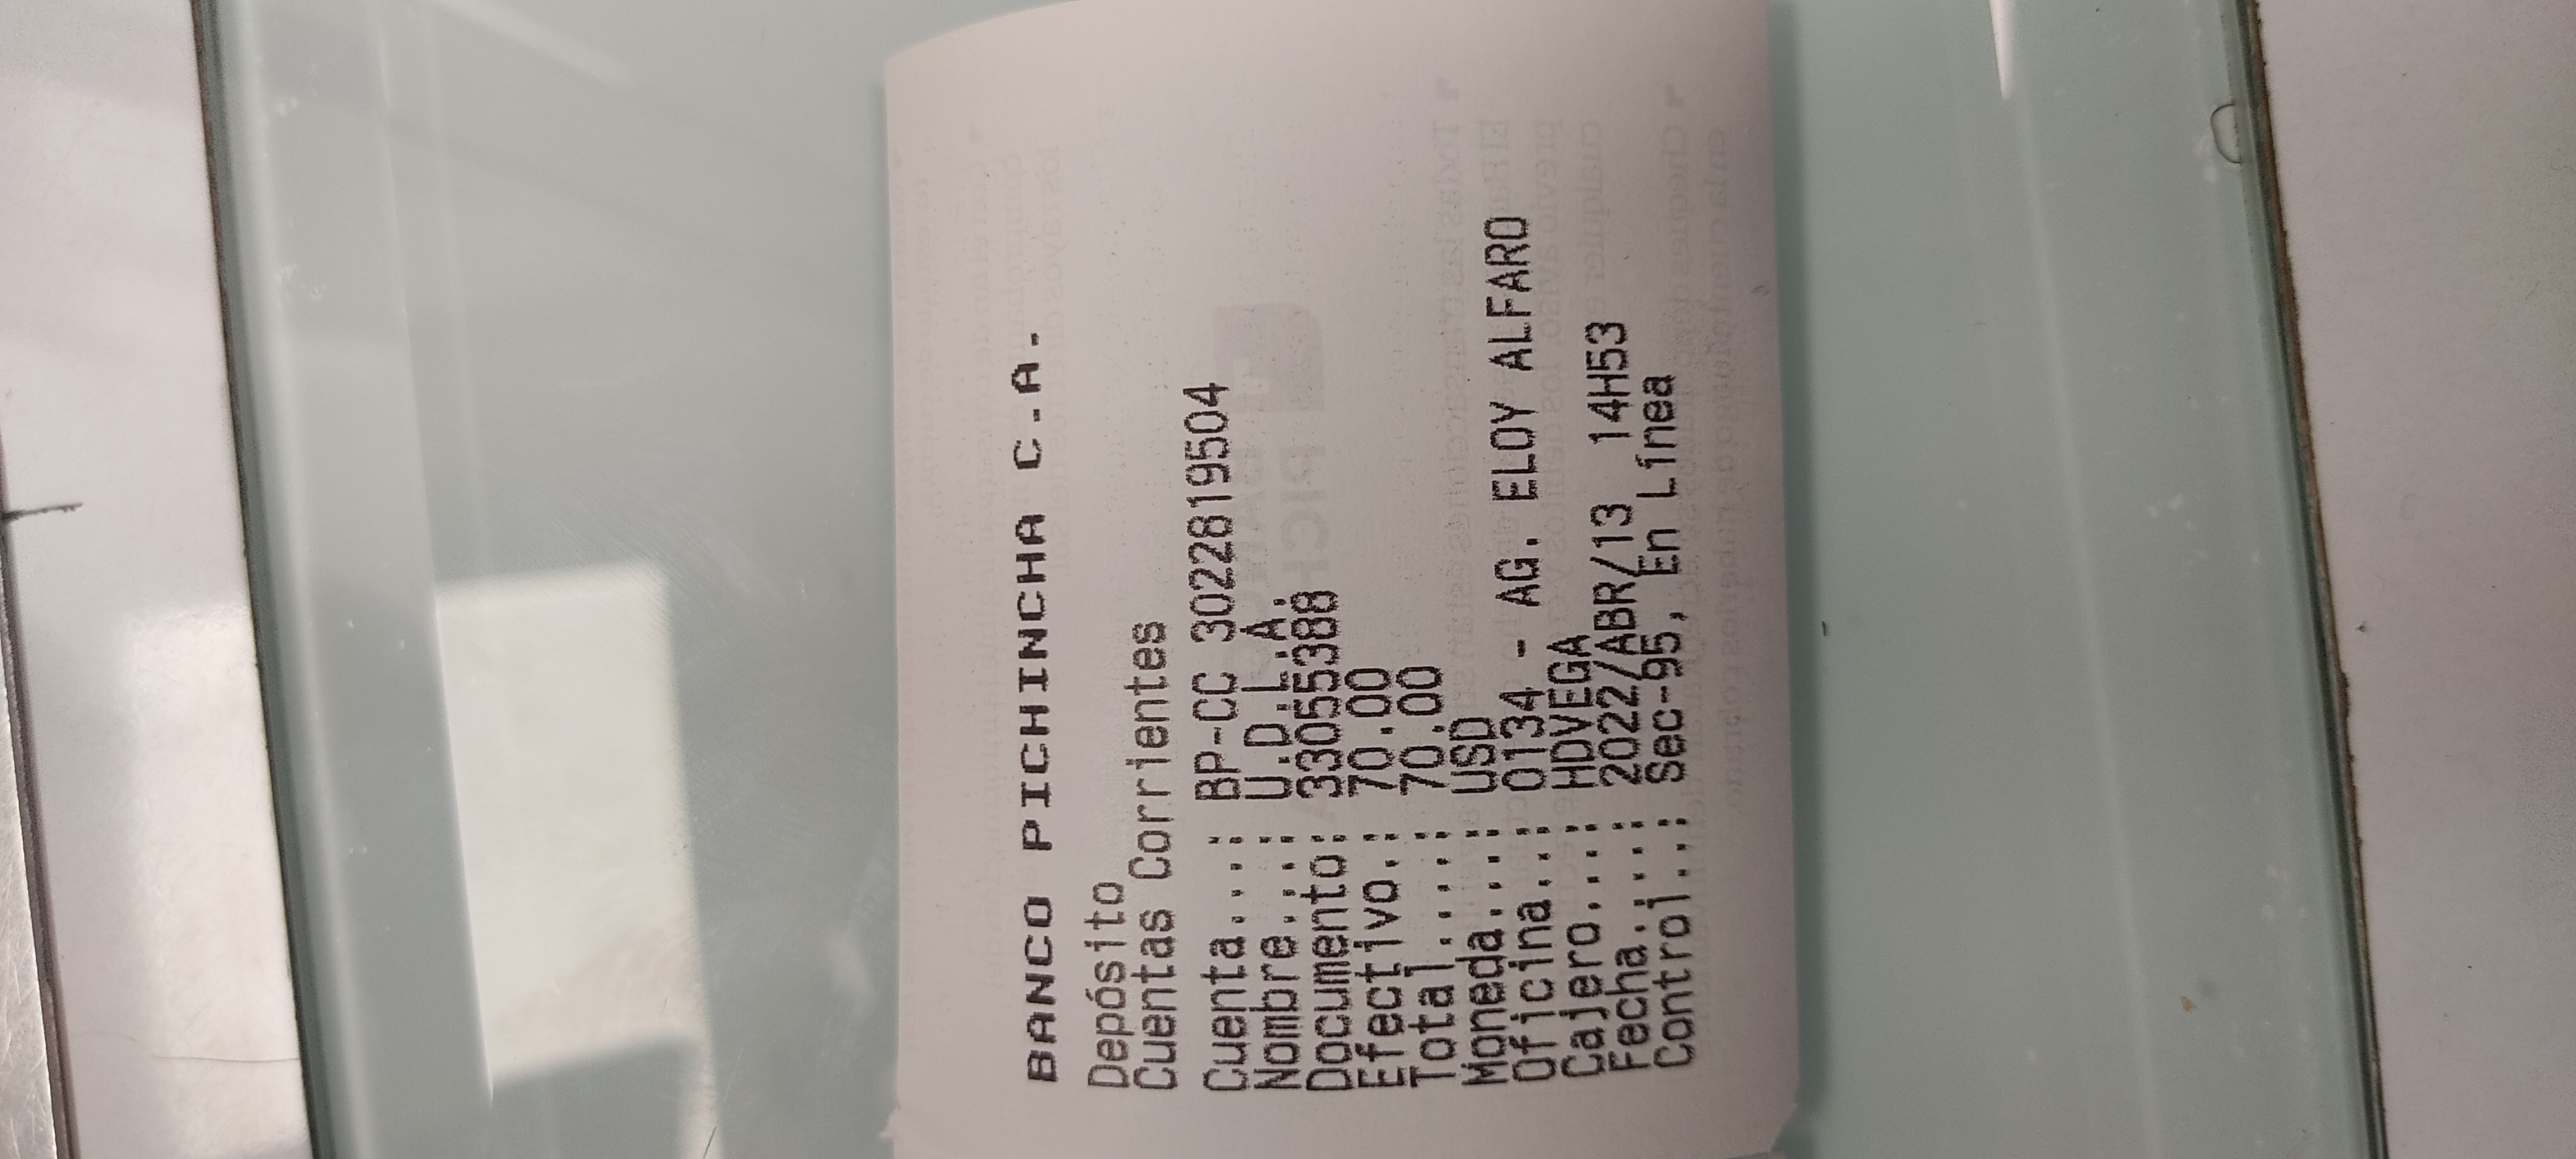 BANCO PICHINCHA C.A.
Depósito
Cuentas Corrientes
Cuenta....: BP-CC 3022819504
Nombre...: U.D.L.A.
Documento: 330555388
Efectivo.: 70.00
Total....: 70.00
Moneda...: USD
Oficina..: 0134 - AG. ELOY ALFARO
Cajero...: HDVEGA
Fecha....: 2022/ABR/13 14H53
Control..: Sec-95, En Línea